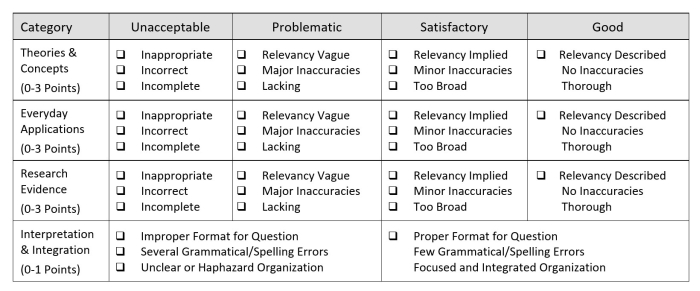 Category Unacceptable Problematic Satisfactory Good
Theories &
Concepts
(0-3 Points)
❑ Inappropriate
❑ Incorrect
❑ Incomplete
❑ Relevancy Vague
❑ Major Inaccuracies
❑ Lacking
❑ Relevancy Implied
❑ Minor Inaccuracies
❑ Too Broad
❑ Relevancy Described
No Inaccuracies
Thorough
Everyday
Applications
(0-3 Points)
❑ Inappropriate
❑ Incorrect
❑ Incomplete
❑ Relevancy Vague
❑ Major Inaccuracies
❑ Lacking
❑ Relevancy Implied
❑ Minor Inaccuracies
❑ Too Broad
❑ Relevancy Described
No Inaccuracies
Thorough
Research
Evidence
(0-3 Points)
❑ Inappropriate
❑ Incorrect
❑ Incomplete
❑ Relevancy Vague
❑ Major Inaccuracies
❑ Lacking
❑ Relevancy Implied
❑ Minor Inaccuracies
❑ Too Broad
❑ Relevancy Described
No Inaccuracies
Thorough
Interpretation
& Integration
(0-1 Points)
❑ Improper Format for Question
❑ Several Grammatical/Spelling Errors
❑ Unclear or Haphazard Organization
❑ Proper Format for Question
Few Grammatical/Spelling Errors
Focused and Integrated Organization